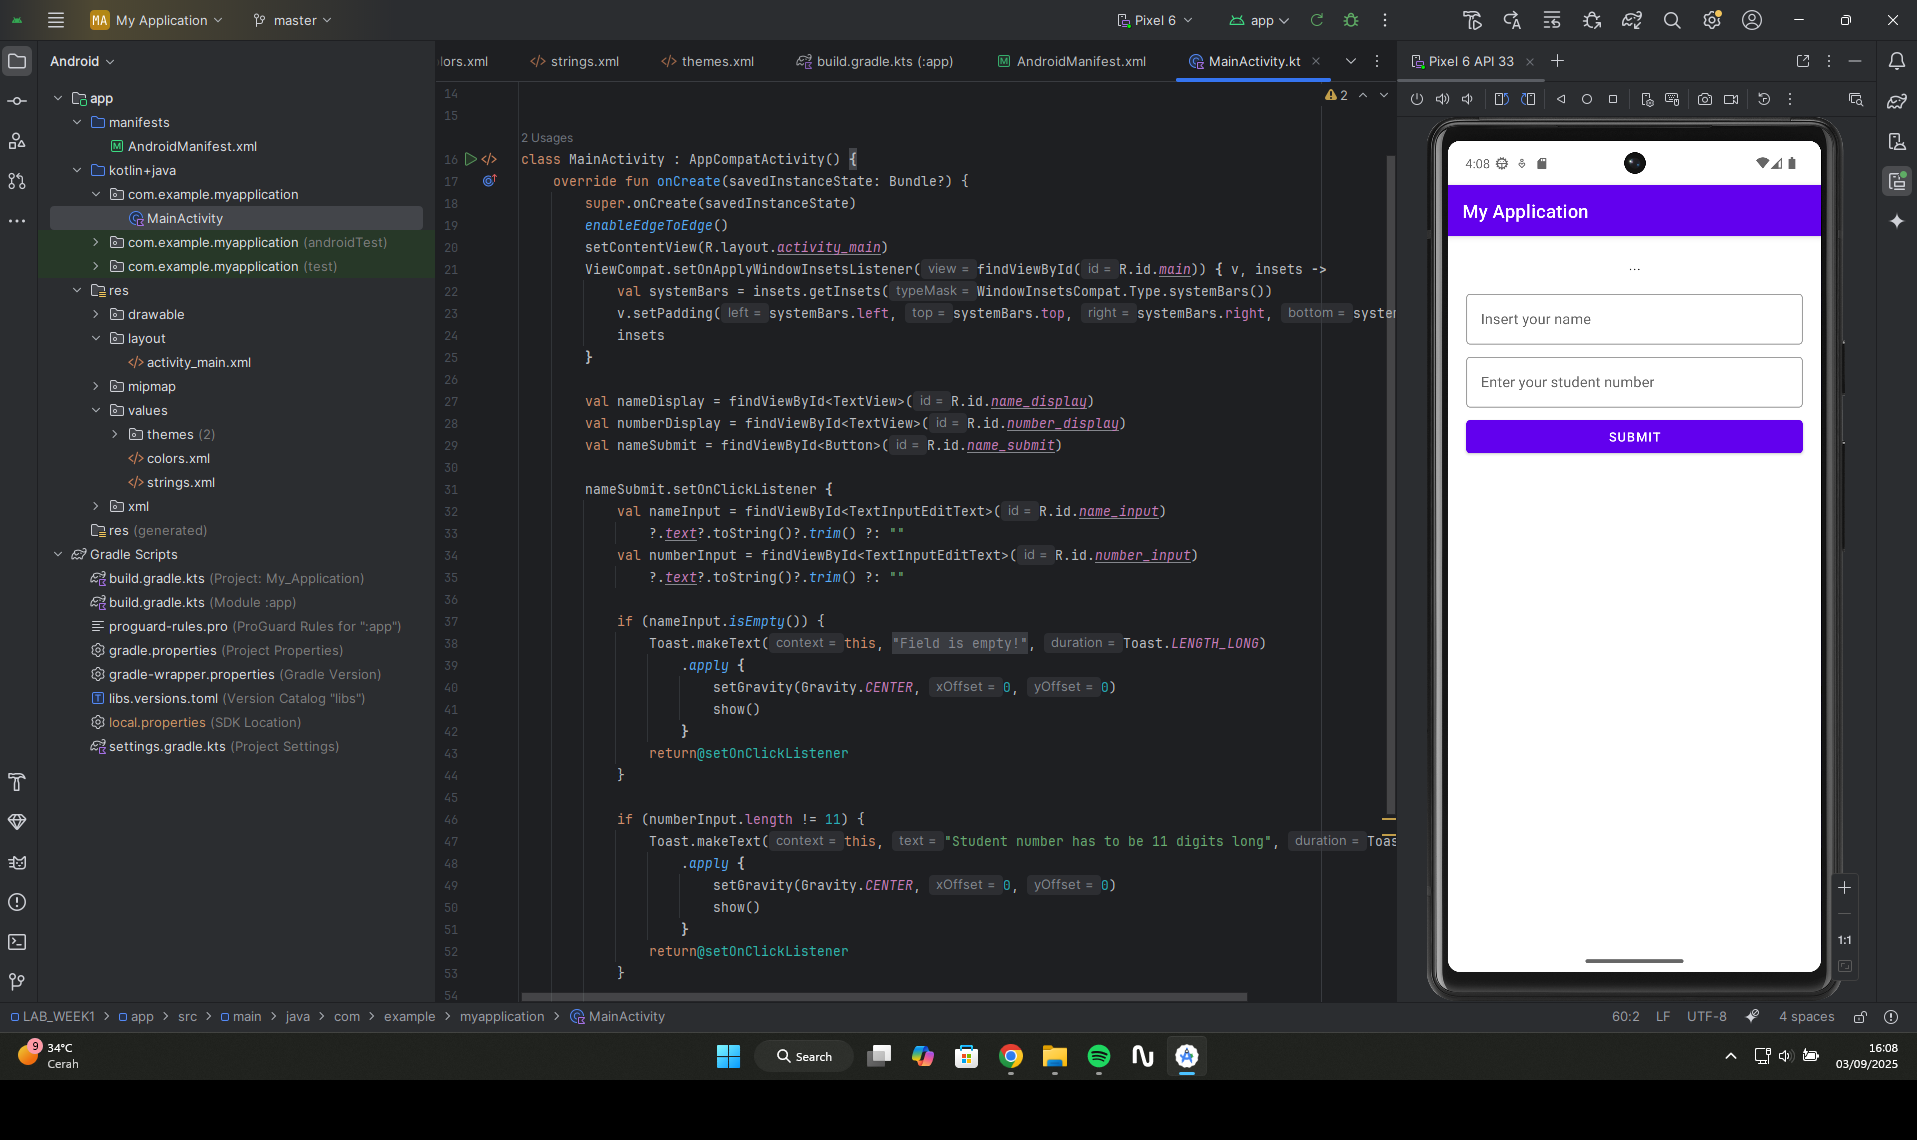 MA My Application
master
Pixel 6
app
Android
lors.xml
strings.xml
themes.xml
build.gradle.kts (:app)
AndroidManifest.xml
MainActivity.kt
Pixel 6 API 33
app
manifests
AndroidManifest.xml
kotlin+java
com.example.myapplication
MainActivity
com.example.myapplication (androidTest)
com.example.myapplication (test)
res
drawable
layout
activity_main.xml
mipmap
values
themes (2)
colors.xml
strings.xml
xml
res (generated)
Gradle Scripts
build.gradle.kts (Project: My_Application)
build.gradle.kts (Module :app)
proguard-rules.pro (ProGuard Rules for ":app")
gradle.properties (Project Properties)
gradle-wrapper.properties (Gradle Version)
libs.versions.toml (Version Catalog "libs")
local.properties (SDK Location)
settings.gradle.kts (Project Settings)
2
14
15
2 Usages
16 class MainActivity : AppCompatActivity() {
17 override fun onCreate(savedInstanceState: Bundle?) {
18 super.onCreate(savedInstanceState)
19 enableEdgeToEdge()
20 setContentView(R.layout.activity_main)
21 ViewCompat.setOnApplyWindowInsetsListener( view = findViewById( id = R.id.main)) { v, insets ->
22 val systemBars = insets.getInsets( typeMask = WindowInsetsCompat.Type.systemBars())
23 v.setPadding( left = systemBars.left, top = systemBars.top, right = systemBars.right, bottom = syste
24 insets
25 }
26
27 val nameDisplay = findViewById<TextView>( id = R.id.name_display)
28 val numberDisplay = findViewById<TextView>( id = R.id.number_display)
29 val nameSubmit = findViewById<Button>( id = R.id.name_submit)
30
31 nameSubmit.setOnClickListener {
32 val nameInput = findViewById<TextInputEditText>( id = R.id.name_input)
33 ?.text?.toString()?.trim() ?: ""
34 val numberInput = findViewById<TextInputEditText>( id = R.id.number_input)
35 ?.text?.toString()?.trim() ?: ""
36
37 if (nameInput.isEmpty()) {
38 Toast.makeText( context = this, "Field is empty!", duration = Toast.LENGTH_LONG)
39 .apply {
40 setGravity(Gravity.CENTER, xOffset = 0, yOffset = 0)
41 show()
42 }
43 return@setOnClickListener
44 }
45
46 if (numberInput.length != 11) {
47 Toast.makeText( context = this, text = "Student number has to be 11 digits long", duration = Toas
48 .apply {
49 setGravity(Gravity.CENTER, xOffset = 0, yOffset = 0)
50 show()
51 }
52 return@setOnClickListener
53 }
54
4:08
My Application
...
Insert your name
Enter your student number
SUBMIT
1:1
LAB_WEEK1 > app > src > main > java > com > example > myapplication > MainActivity
60:2 LF UTF-8 4 spaces
9
34°C
Cerah
Search
16:08
03/09/2025